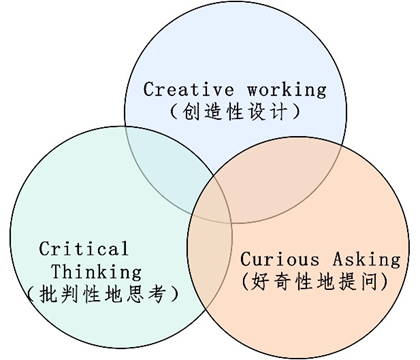 Creative working
（创造性设计）
Critical
Thinking
（批判性地思考）
Curious Asking
(好奇性地提问)